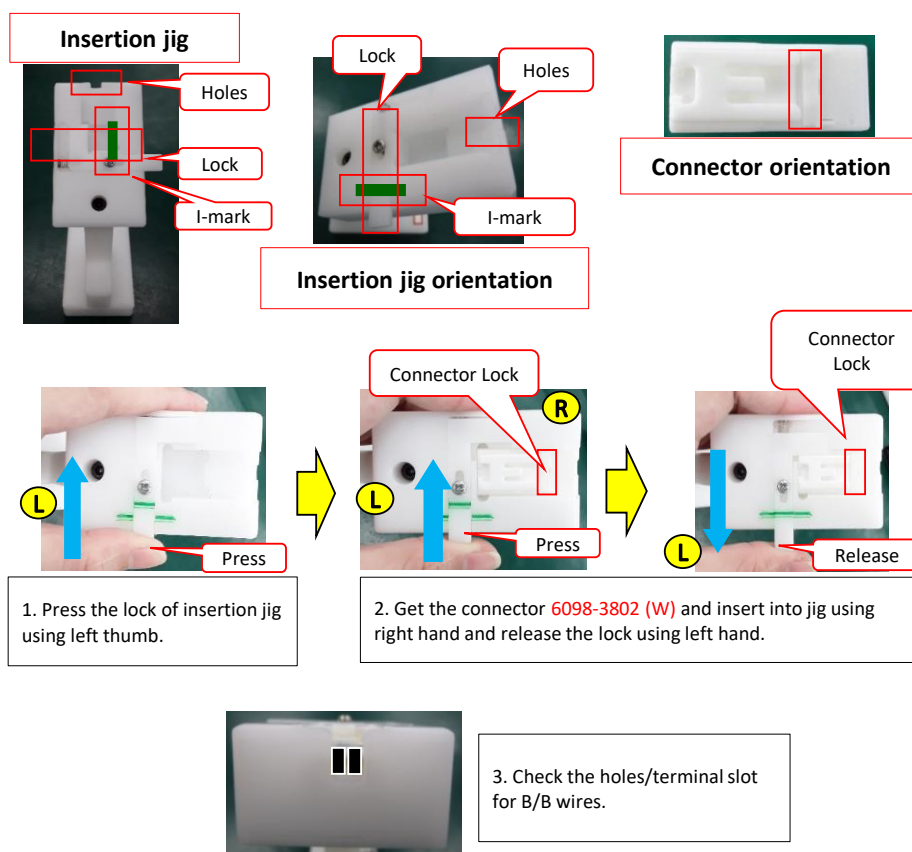 Insertion jig
Holes
Lock
I-mark
Lock
Holes
I-mark
Insertion jig orientation
Connector orientation
L
Press
Connector Lock
R
L
Press
Connector
Lock
L
Release
1. Press the lock of insertion jig
using left thumb.
2. Get the connector 6098-3802 (W) and insert into jig using
right hand and release the lock using left hand.
3. Check the holes/terminal slot
for B/B wires.